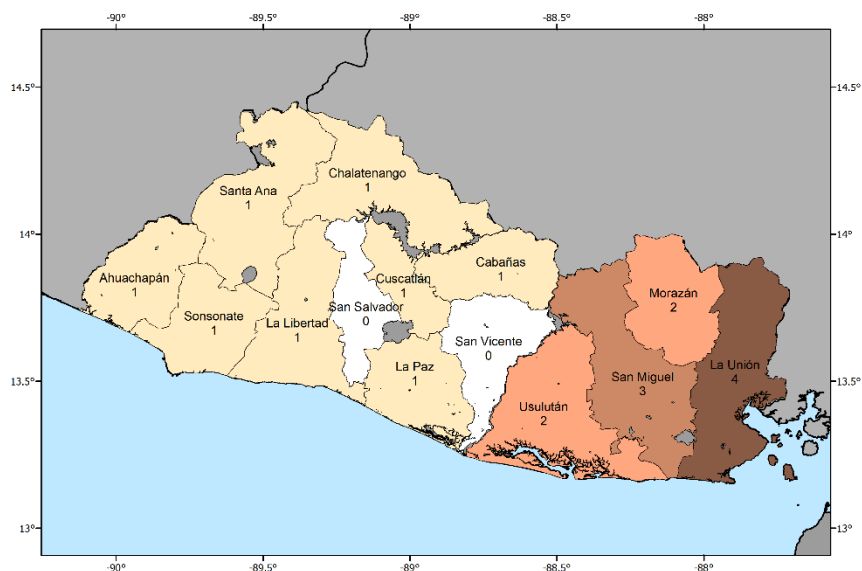 -90°
-89.5°
-89°
-88.5°
-88°
14.5°
14.5°
Chalatenango
1
Santa Ana
1
14°
14°
Cabañas
1
Ahuachapán
1
Cuscatlán
1
Morazán
2
San Salvador
0
Sonsonate
1
La Libertad
1
San Vicente
0
La Paz
1
La Unión
4
San Miguel
3
13.5°
13.5°
Usulután
2
13°
13°
-90°
-89.5°
-89°
-88.5°
-88°